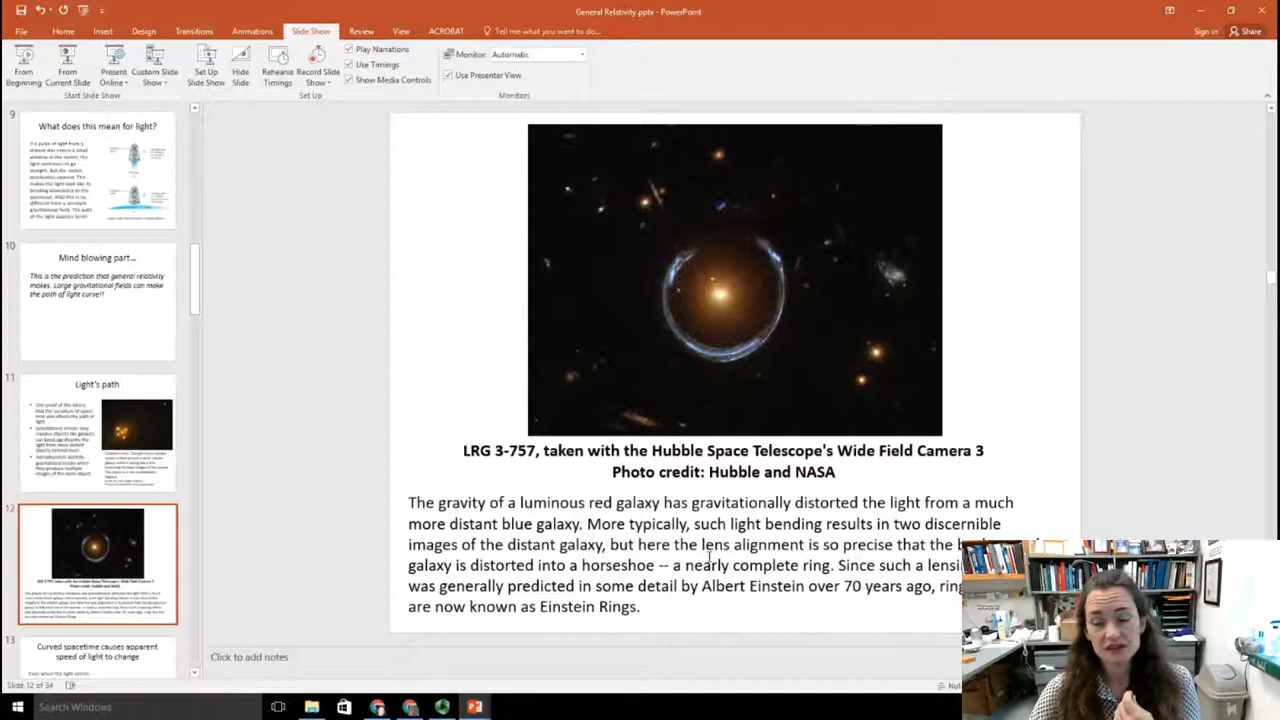 General Relativity.pptx - PowerPoint
File Home Insert Design Transitions Animations Slide Show Review View ACROBAT Tell me what you want to do... Sign in Share
From Beginning
From Current Slide
Present Online
Custom Slide Show
Set Up Slide Show
Hide Slide
Rehearse Timings
Record Slide Show
Play Narrations
Use Timings
Show Media Controls
Monitor: Automatic
Use Presenter View
Start Slide Show
Set Up
Monitors
9
What does this mean for light?
10
Mind blowing part...
This is the prediction that general relativity
makes. Large gravitational fields can make
the path of light curve!!
11
Light's path
12
13
Curved spacetime causes apparent
speed of light to change
LRG 3-757, taken with the Hubble Space Telescope's Wide Field Camera 3
Photo credit: Hubble and NASA
The gravity of a luminous red galaxy has gravitationally distorted the light from a much
more distant blue galaxy. More typically, such light bending results in two discernible
images of the distant galaxy, but here the lens alignment is so precise that the
galaxy is distorted into a horseshoe -- a nearly complete ring. Since such a
was generally predicted in some detail by Albert Einstein over 70 years ago,
are now known as Einstein Rings.
Click to add notes
Slide 12 of 34
Search Windows